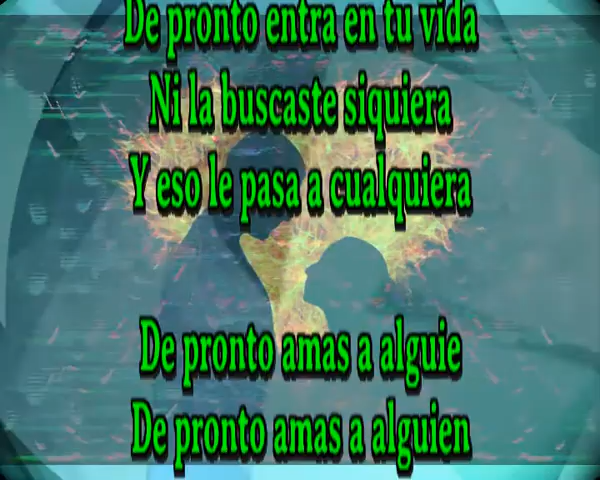 De pronto entra en tu vida
Ni la buscaste siquiera
Y eso le pasa a cualquiera
De pronto amas a alguie
De pronto amas a alguien